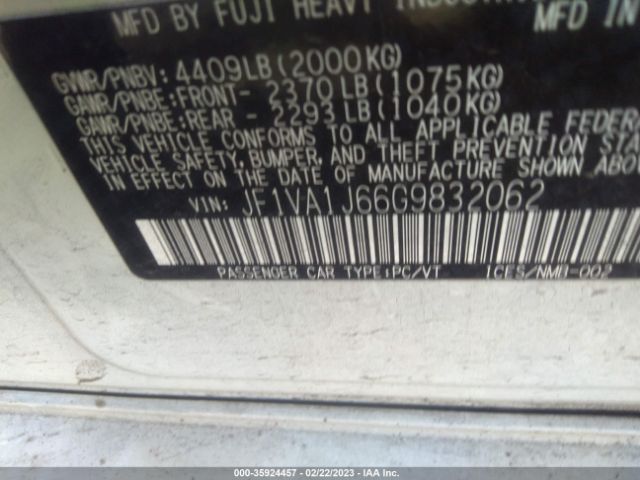 MFD BY FUJI HEAVY
MFD IN
GVWR/PNBV: 4409LB(2000KG)
GAWR/PNBE:FRONT- 2370LB(1075KG)
GAWR/PNBE:REAR - 2293LB(1040KG)
THIS VEHICLE CONFORMS TO ALL APPLICABLE
VEHICLE SAFETY, BUMPER, AND THEFT PREVENTION
IN EFFECT ON THE DATE OF MANUFACTURE SHOWN
VIN: JF1VA1J66G9832062
PASSENGER CAR TYPE:PC/VT ICES/NMB-002
000-35924457 - 02/22/2023 - IAA Inc.